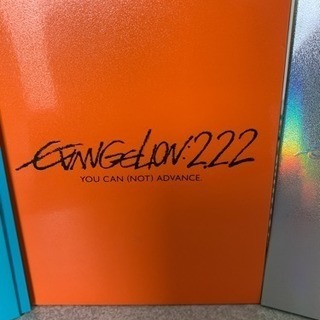 EVANGELION:2.22
YOU CAN (NOT) ADVANCE.